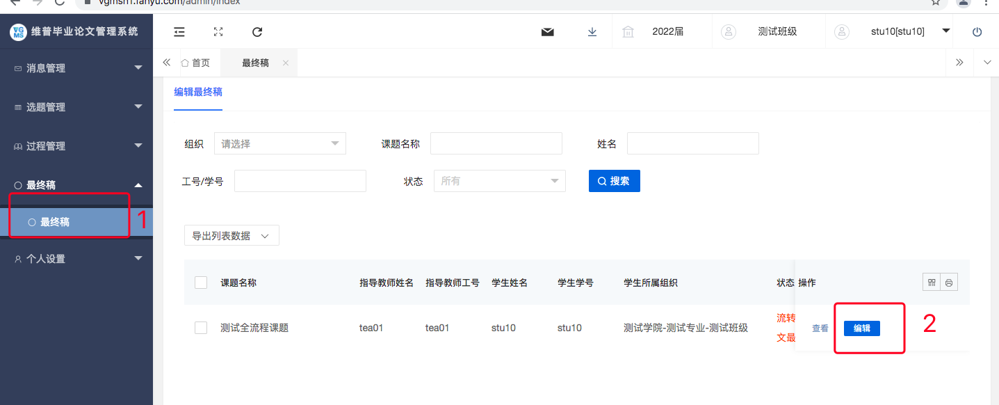 vgmsh1.fanyu.com/admin/index
VG MS 维普毕业论文管理系统
2022届
测试班级
stu10[stu10]
消息管理
选题管理
过程管理
最终稿
最终稿
1
个人设置
首页
最终稿
编辑最终稿
组织
请选择
课题名称
姓名
工号/学号
状态
所有
搜索
导出列表数据
课题名称
指导教师姓名
指导教师工号
学生姓名
学生学号
学生所属组织
状态
操作
测试全流程课题
tea01
tea01
stu10
stu10
测试学院-测试专业-测试班级
流转
文最
查看
编辑
2